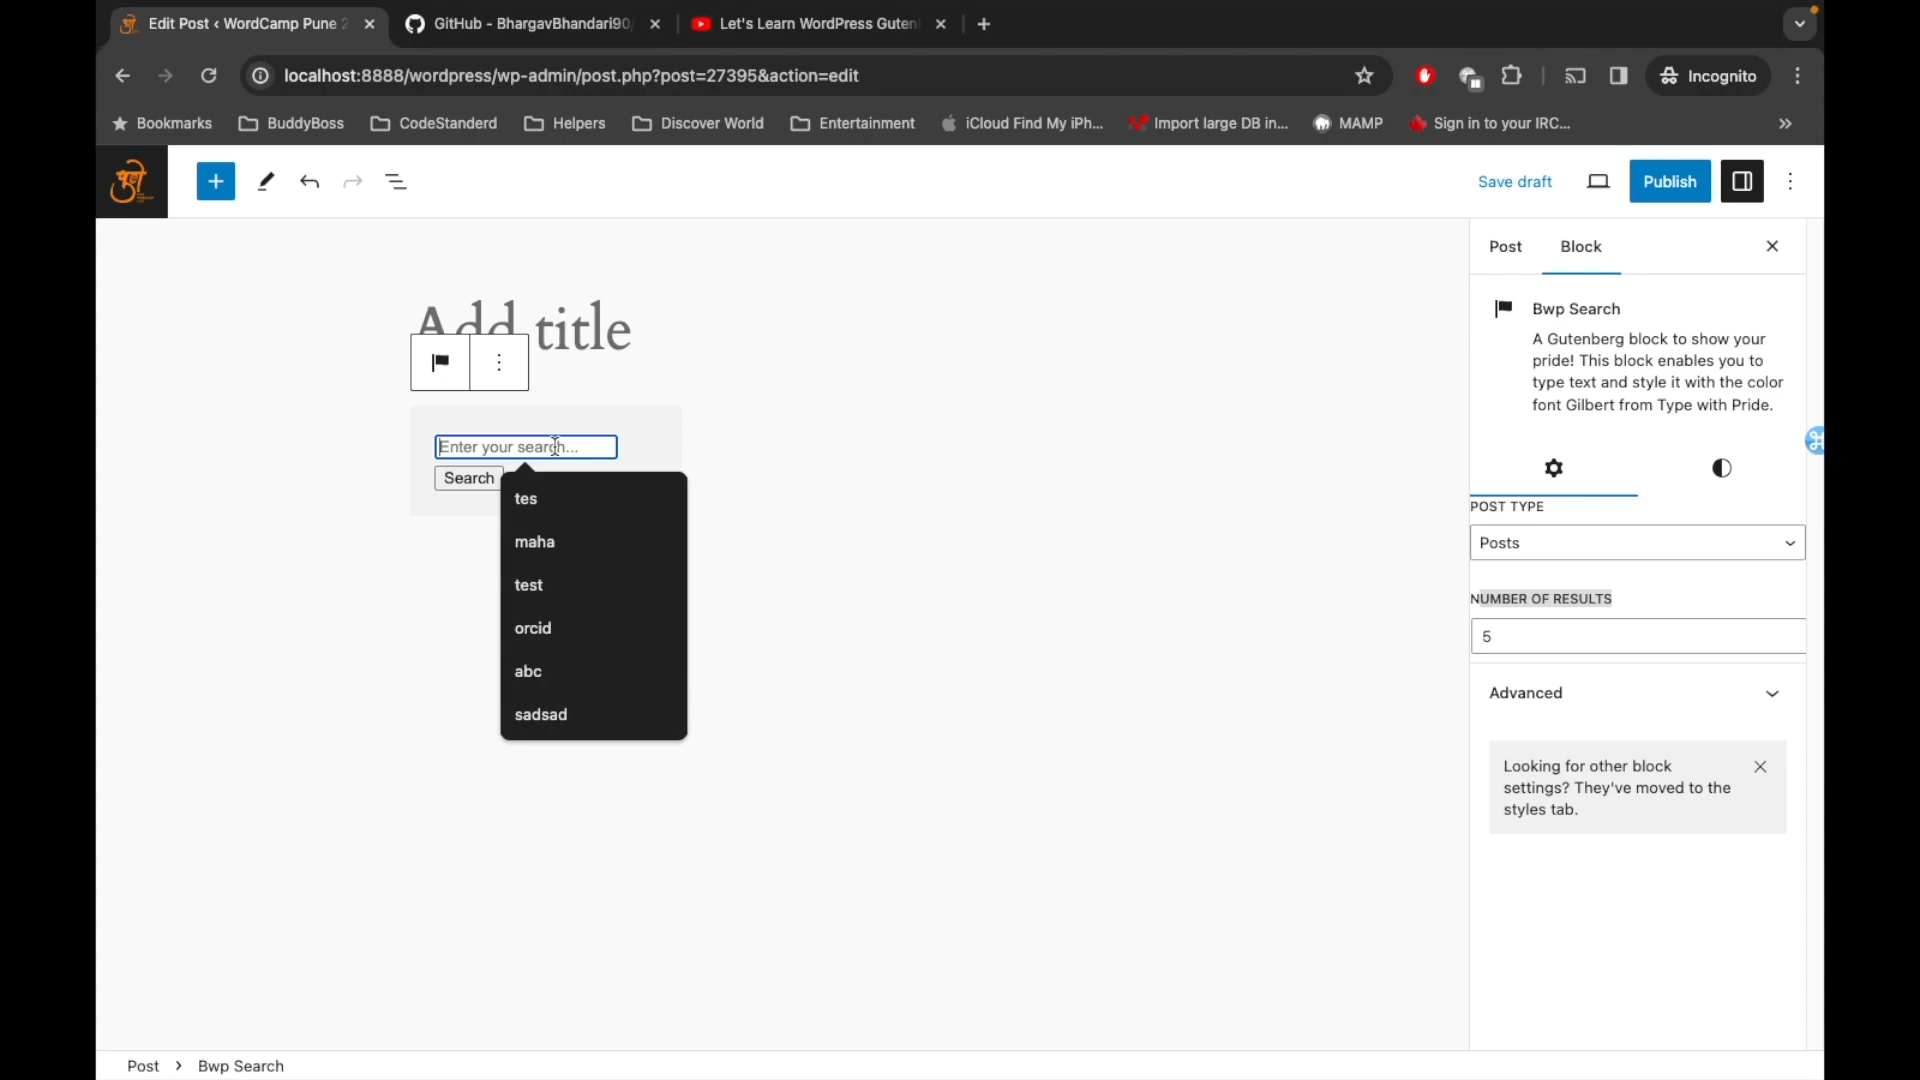 Edit Post ‹ WordCamp Pune 2
GitHub - BhargavBhandari90/
Let's Learn WordPress Guten
localhost:8888/wordpress/wp-admin/post.php?post=27395&action=edit
Incognito
Bookmarks
BuddyBoss
CodeStanderd
Helpers
Discover World
Entertainment
iCloud Find My iPh...
Import large DB in...
MAMP
Sign in to your IRC...
Save draft
Publish
Add title
Enter your search...
Search
tes
maha
test
orcid
abc
sadsad
Post
Block
Bwp Search
A Gutenberg block to show your
pride! This block enables you to
type text and style it with the color
font Gilbert from Type with Pride.
POST TYPE
Posts
NUMBER OF RESULTS
5
Advanced
Looking for other block
settings? They've moved to the
styles tab.
Post › Bwp Search